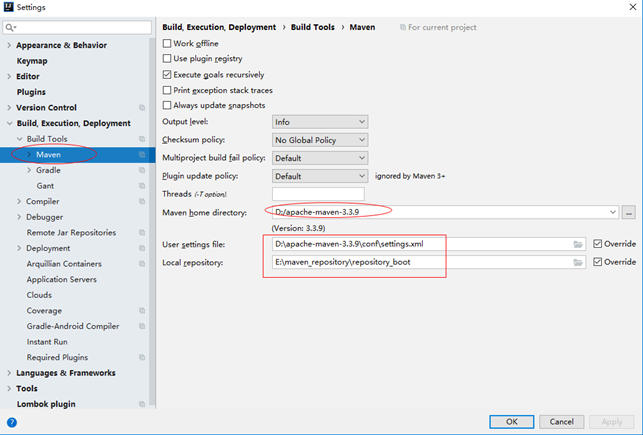 Settings
Appearance & Behavior
Keymap
Editor
Plugins
Version Control
Build, Execution, Deployment
Build Tools
Maven
Gradle
Gant
Compiler
Debugger
Remote Jar Repositories
Deployment
Arquillian Containers
Application Servers
Clouds
Coverage
Gradle-Android Compiler
Instant Run
Required Plugins
Languages & Frameworks
Tools
Lombok plugin
Build, Execution, Deployment › Build Tools › Maven For current project
Work offline
Use plugin registry
Execute goals recursively
Print exception stack traces
Always update snapshots
Output level: Info
Checksum policy: No Global Policy
Multiproject build fail policy: Default
Plugin update policy: Default ignored by Maven 3+
Threads (-T option)
Maven home directory: D:/apache-maven-3.3.9 ...
(Version: 3.3.9)
User settings file: D:\apache-maven-3.3.9\conf\settings.xml Override
Local repository: E:\maven_repository\repository_boot Override
? OK Cancel Apply